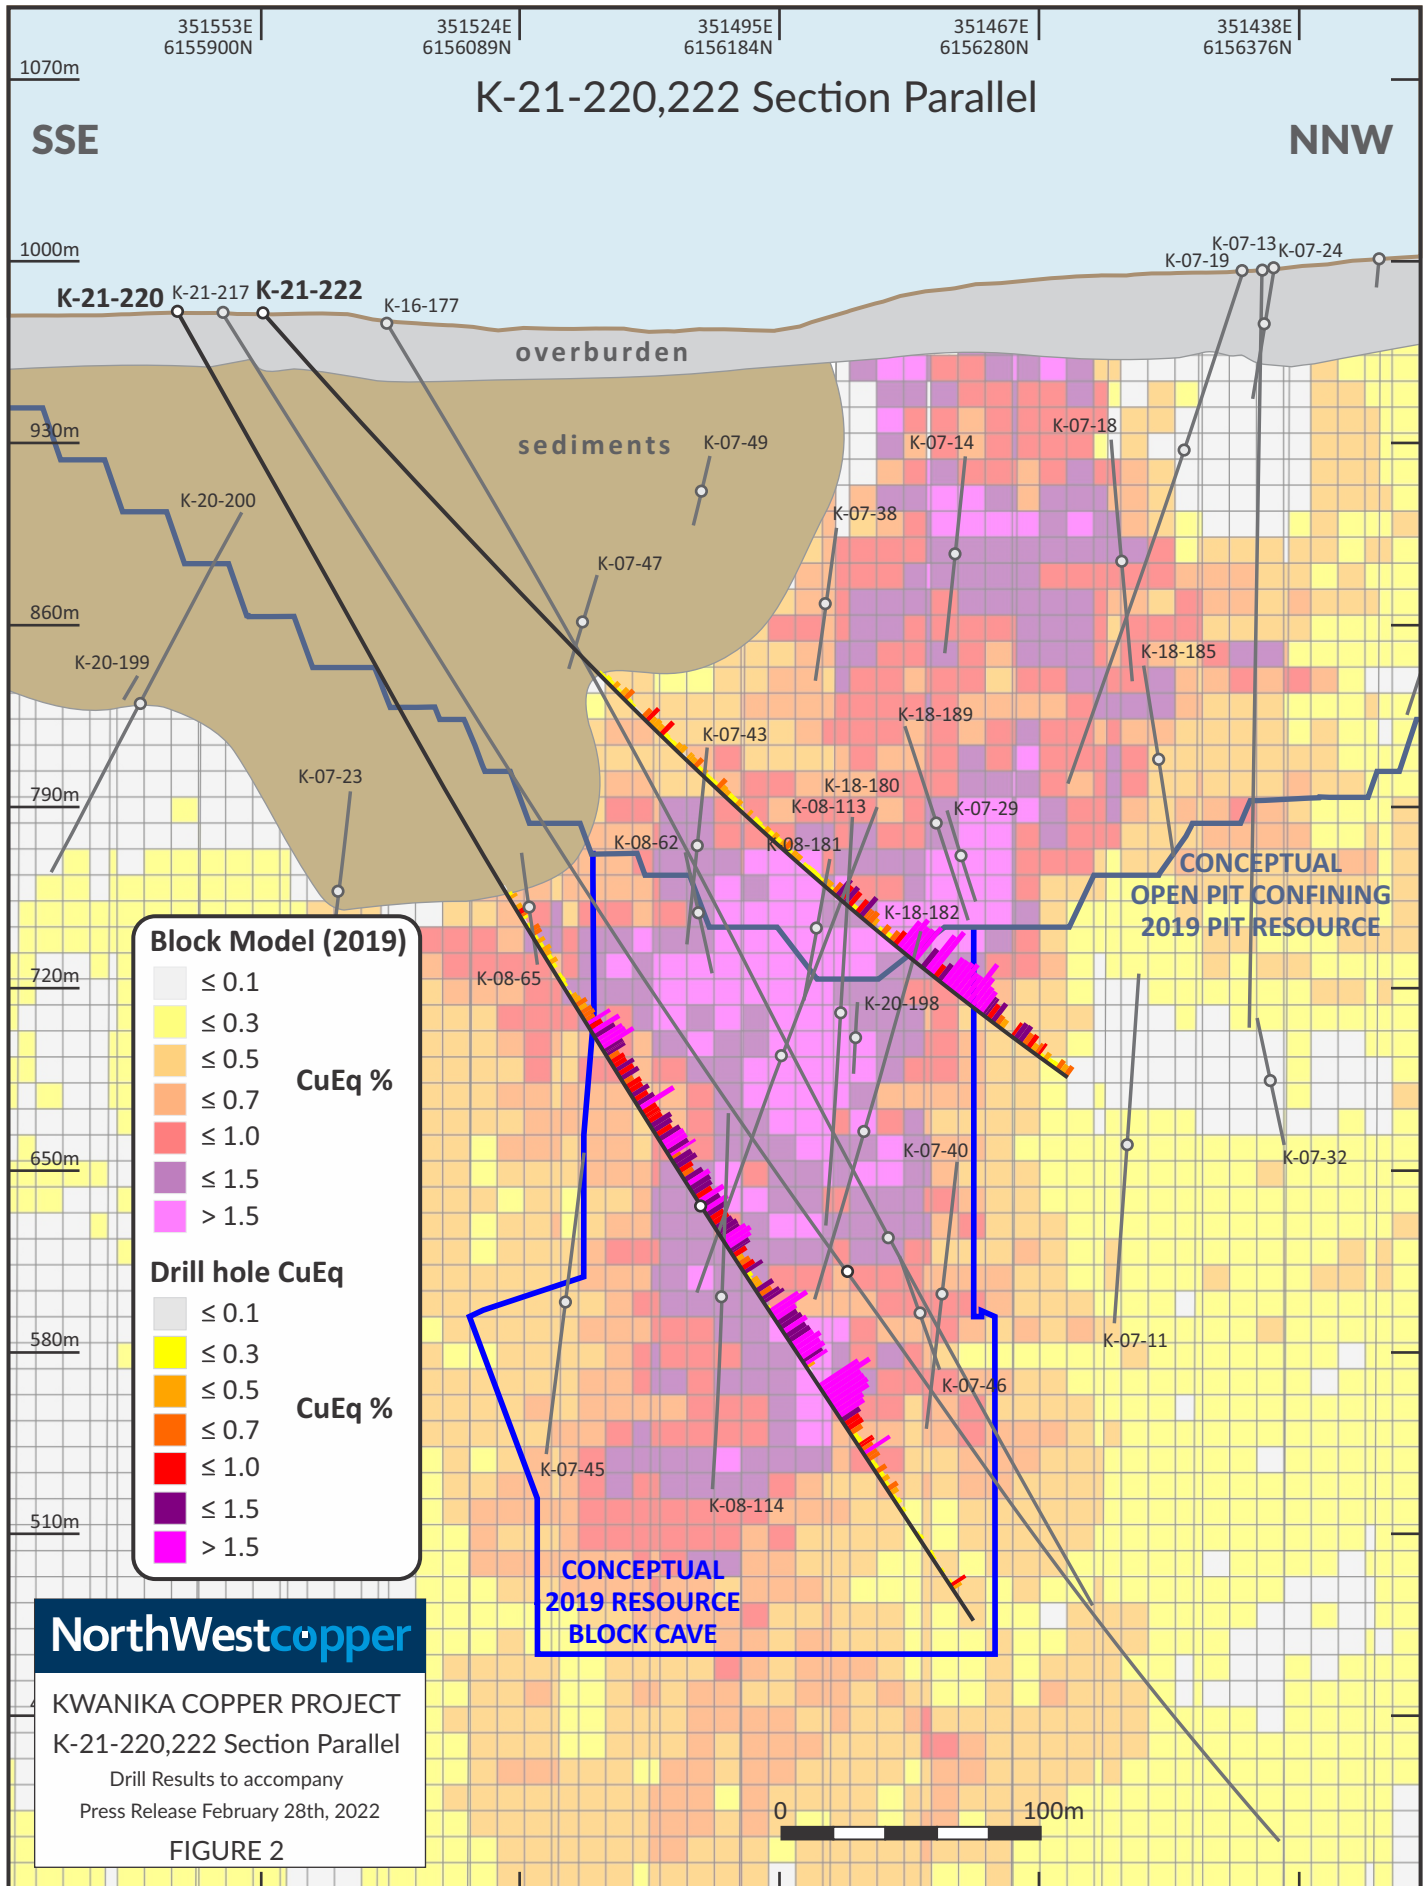 351553E
6155900N
351524E
6156089N
351495E
6156184N
351467E
6156280N
351438E
6156376N
1070m
K-21-220,222 Section Parallel
SSE
NNW
1000m
K-07-13
K-07-19
K-07-24
K-21-220
K-21-217
K-21-222
K-16-177
overburden
930m
sediments
K-07-49
K-07-14
K-07-18
K-20-200
K-07-38
K-07-47
860m
K-20-199
K-18-185
K-18-189
K-07-43
K-07-23
K-18-180
790m
K-08-113
K-07-29
K-08-62
K-08-181
CONCEPTUAL
OPEN PIT CONFINING
2019 PIT RESOURCE
K-18-182
720m
K-08-65
K-20-198
650m
K-07-40
K-07-32
580m
K-07-11
K-07-46
K-07-45
K-08-114
510m
Block Model (2019)
≤ 0.1
≤ 0.3
≤ 0.5
CuEq %
≤ 0.7
≤ 1.0
≤ 1.5
> 1.5
Drill hole CuEq
≤ 0.1
≤ 0.3
≤ 0.5
CuEq %
≤ 0.7
≤ 1.0
≤ 1.5
> 1.5
CONCEPTUAL
2019 RESOURCE
BLOCK CAVE
NorthWestcopper
KWANIKA COPPER PROJECT
K-21-220,222 Section Parallel
Drill Results to accompany
Press Release February 28th, 2022
FIGURE 2
0 100m